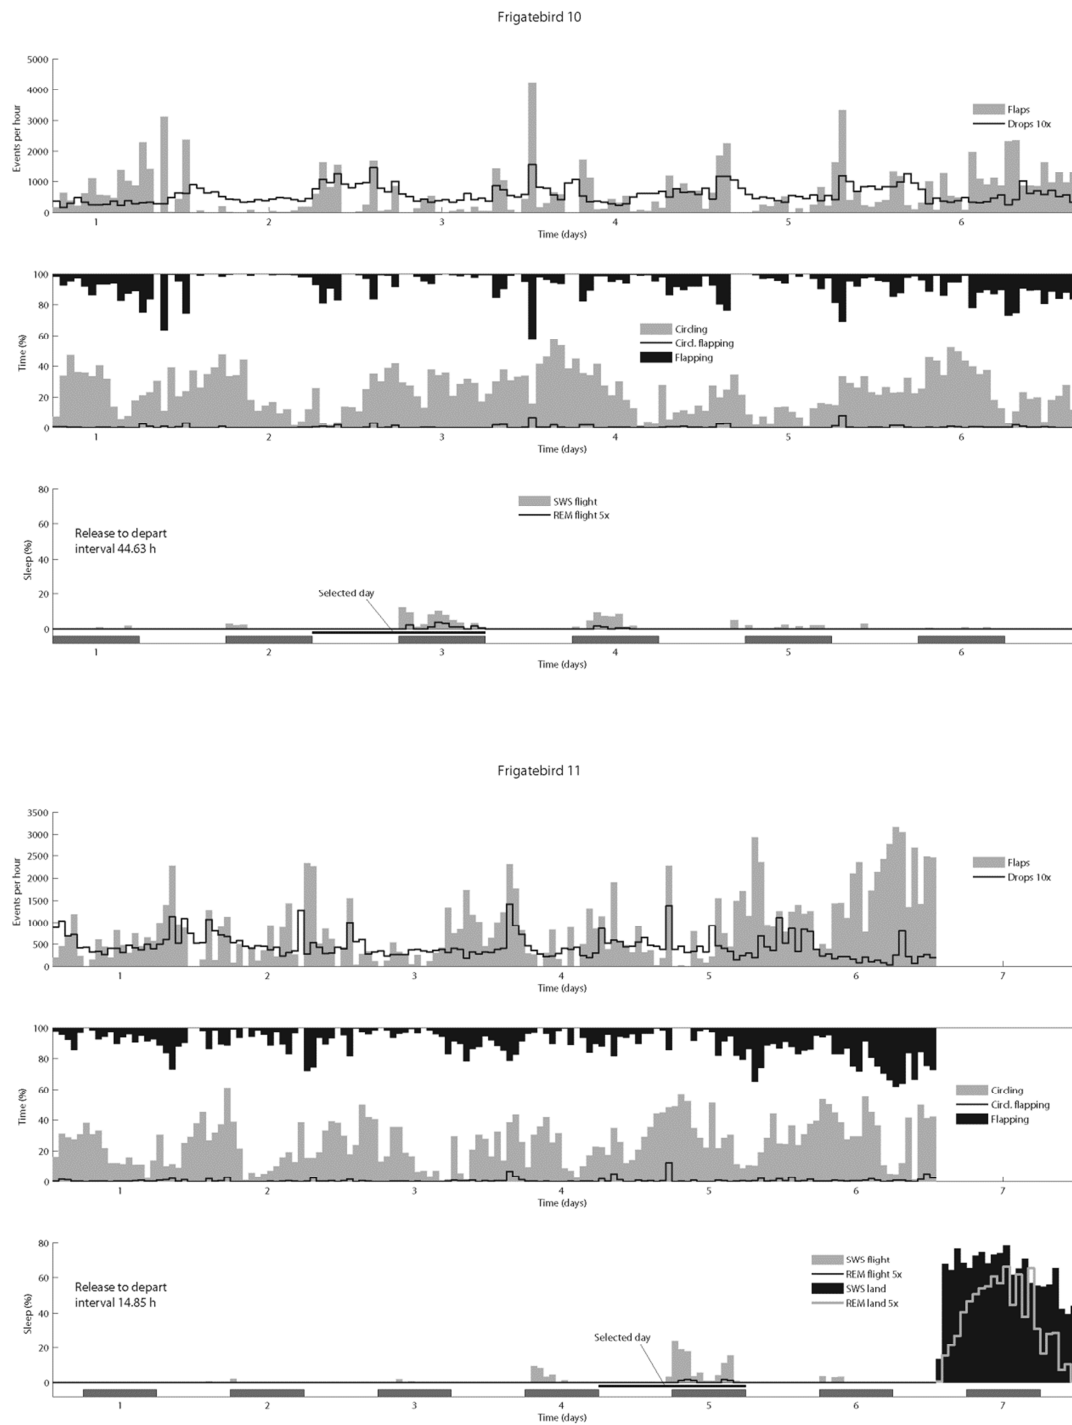 Frigatebird 10
5000
4000
3000
2000
1000
0
Events per hour
Flaps
Drops 10x
1 2 3 4 5 6
Time (days)
100
80
60
40
20
0
Time (%)
Circling
Circl. flapping
Flapping
1 2 3 4 5 6
Time (days)
80
60
40
20
0
Sleep (%)
SWS flight
REM flight 5x
Release to depart
interval 44.63 h
Selected day
1 2 3 4 5 6
Time (days)
Frigatebird 11
3500
3000
2500
2000
1500
1000
500
0
Events per hour
Flaps
Drops 10x
1 2 3 4 5 6 7
Time (days)
100
80
60
40
20
0
Time (%)
Circling
Circl. flapping
Flapping
1 2 3 4 5 6 7
Time (days)
80
60
40
20
0
Sleep (%)
SWS flight
REM flight 5x
SWS land
REM land 5x
Release to depart
interval 14.85 h
Selected day
1 2 3 4 5 6 7
Time (days)